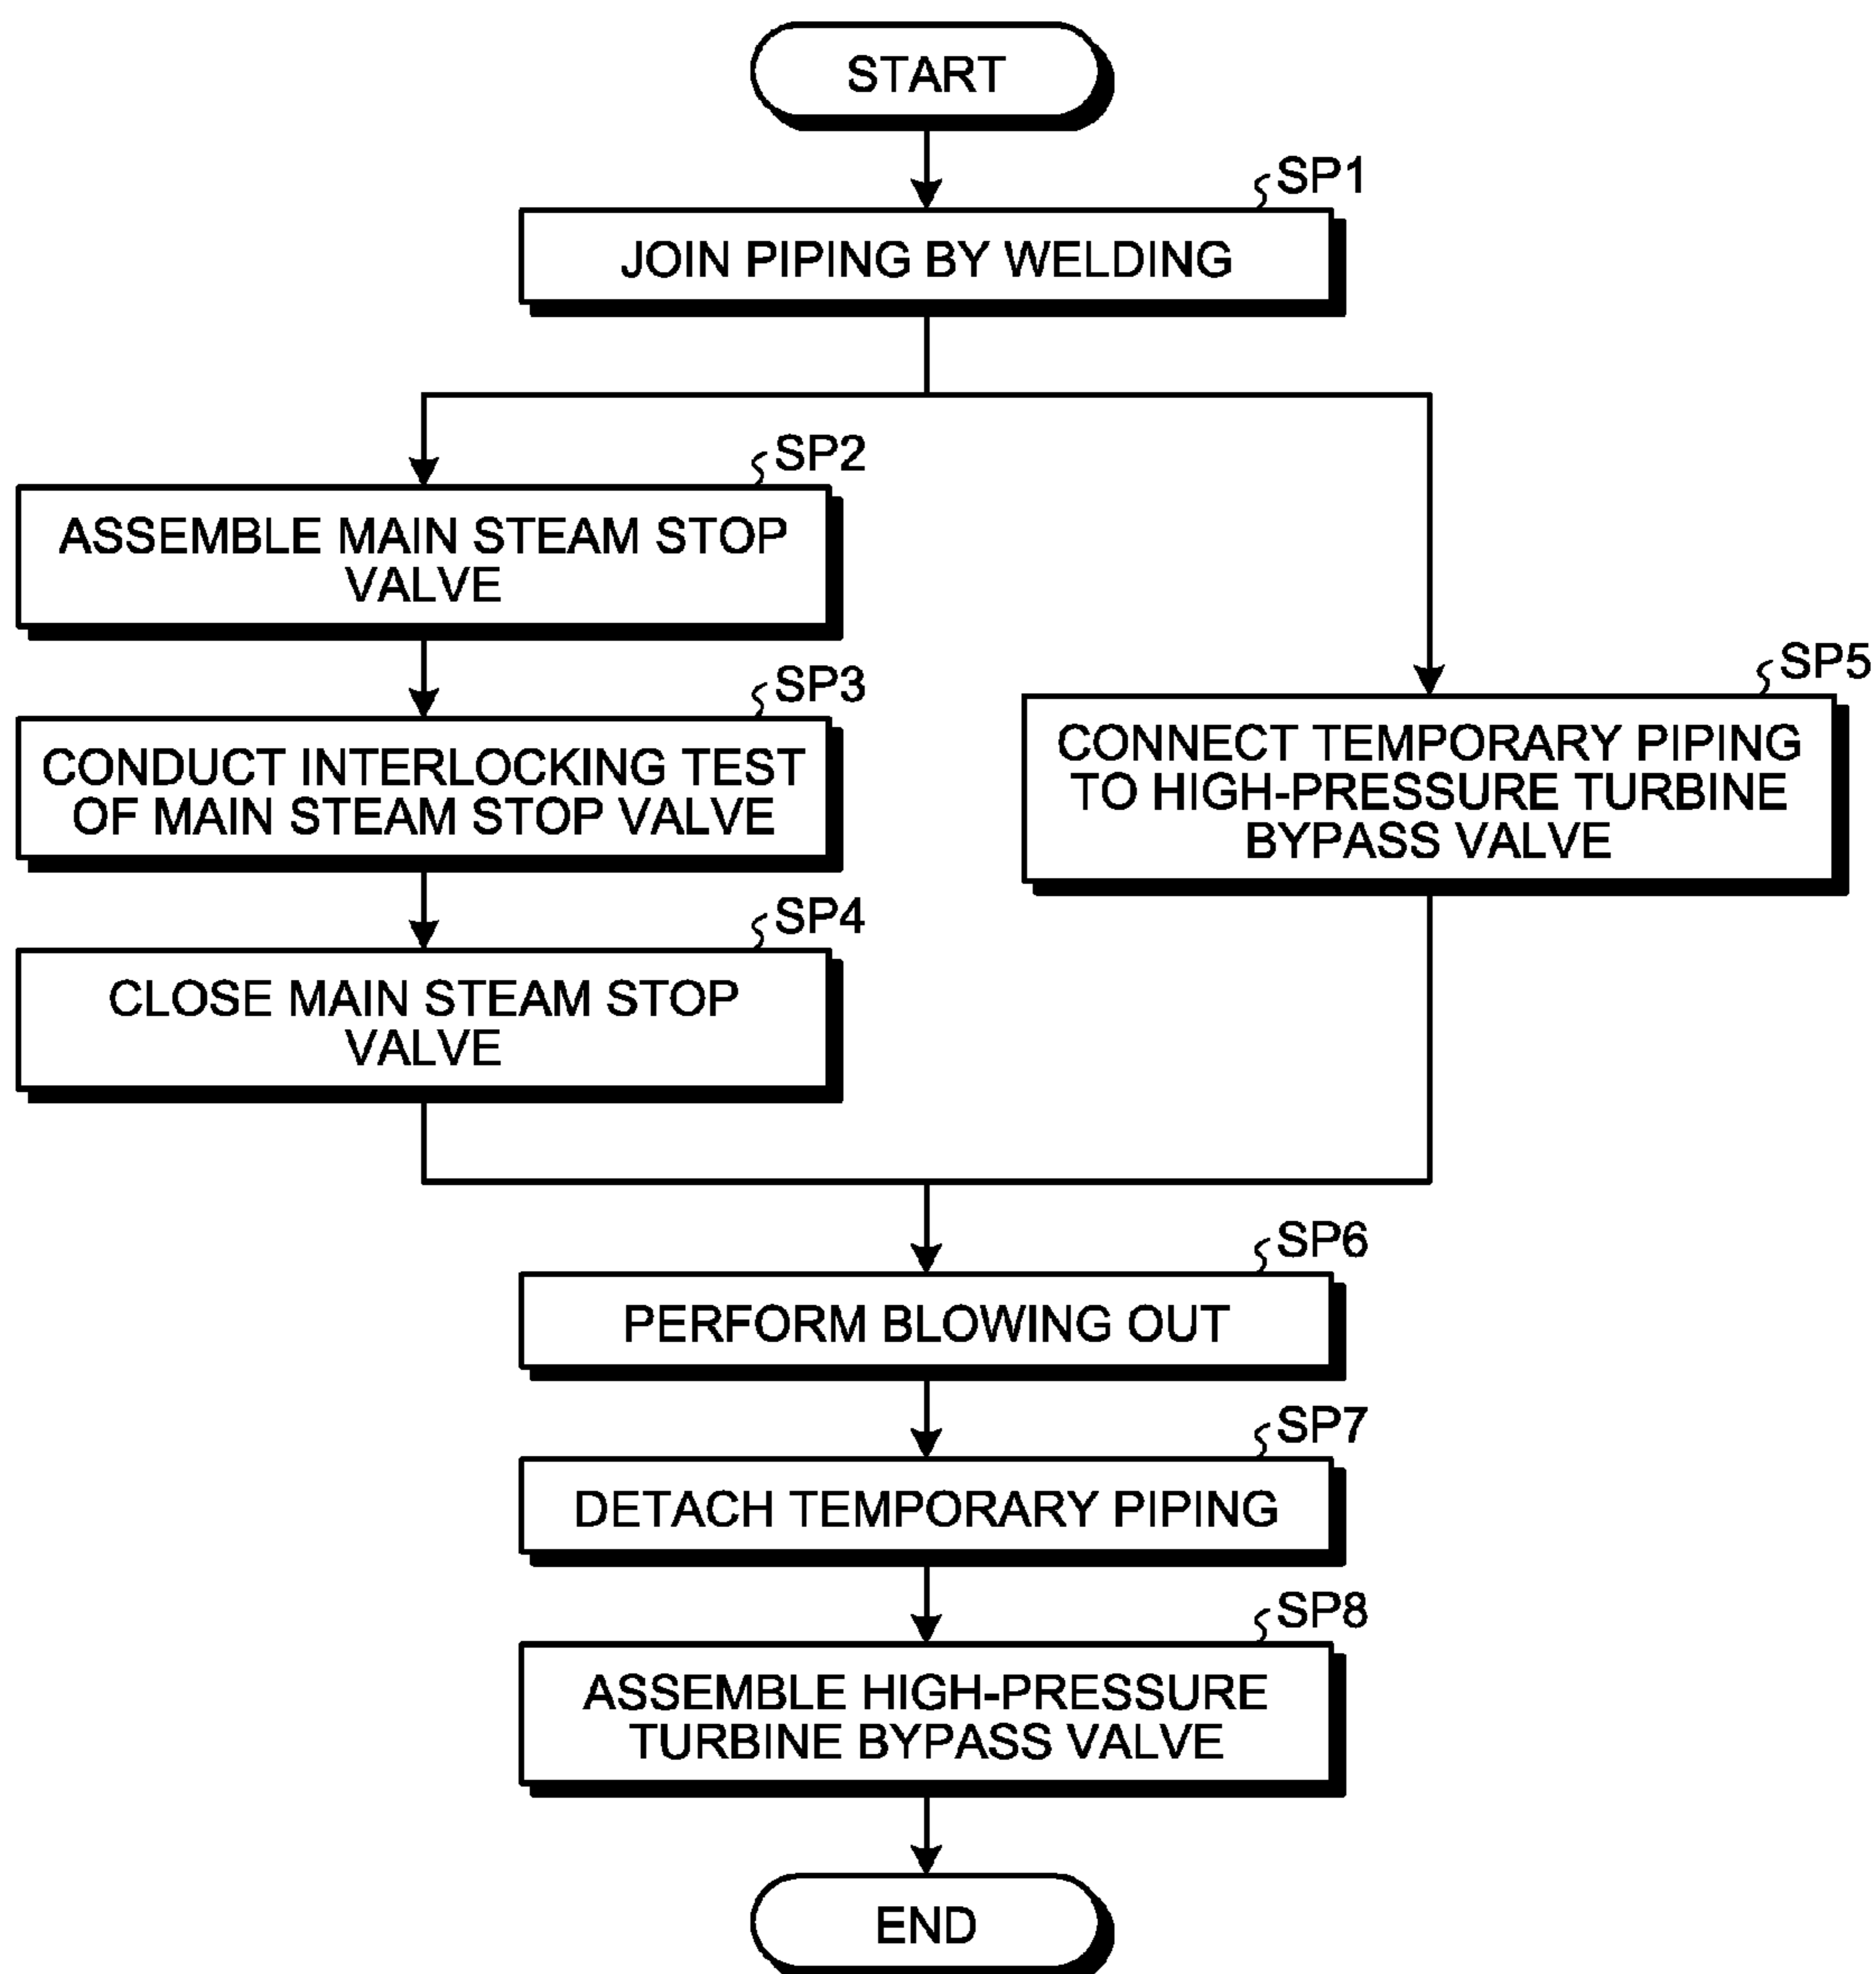 START
SP1
JOIN PIPING BY WELDING
SP2
ASSEMBLE MAIN STEAM STOP
VALVE
SP3
CONDUCT INTERLOCKING TEST
OF MAIN STEAM STOP VALVE
SP4
CLOSE MAIN STEAM STOP
VALVE
SP5
CONNECT TEMPORARY PIPING
TO HIGH-PRESSURE TURBINE
BYPASS VALVE
SP6
PERFORM BLOWING OUT
SP7
DETACH TEMPORARY PIPING
SP8
ASSEMBLE HIGH-PRESSURE
TURBINE BYPASS VALVE
END